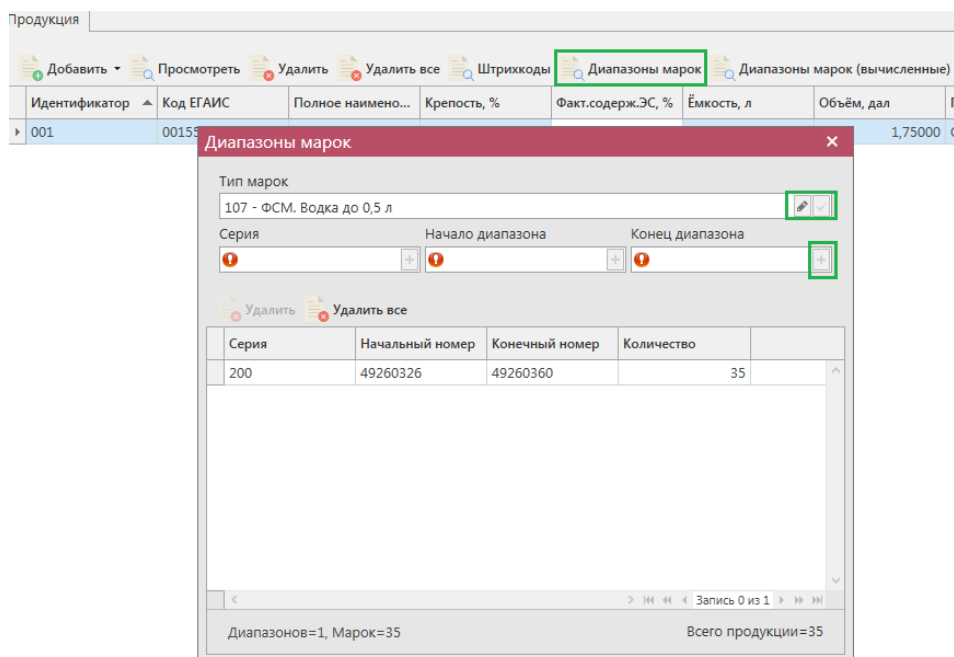 Продукция
Добавить Просмотреть Удалить Удалить все Штрихкоды Диапазоны марок Диапазоны марок (вычисленные)
Идентификатор Код ЕГАИС Полное наимено... Крепость, % Факт.содерж.ЭС, % Ёмкость, л Объём, дал
001 00155 1,75000
Диапазоны марок
Тип марок
107 - ФСМ. Водка до 0,5 л
Серия Начало диапазона Конец диапазона
Удалить Удалить все
Серия Начальный номер Конечный номер Количество
200 49260326 49260360 35
Запись 0 из 1
Диапазонов=1, Марок=35 Всего продукции=35